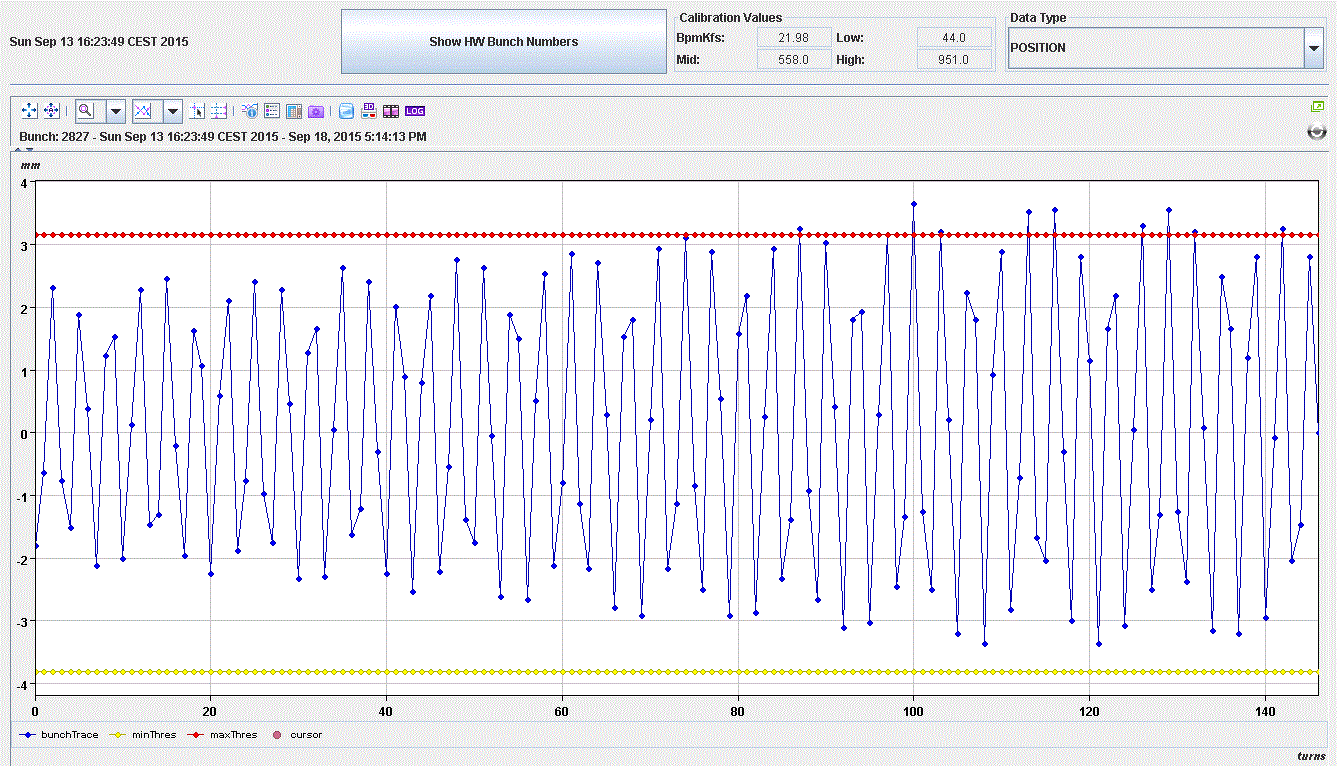 Sun Sep 13 16:23:49 CEST 2015
Show HW Bunch Numbers
Calibration Values
BpmKfs: 21.98 Low: 44.0
Mid: 558.0 High: 951.0
Data Type
POSITION
3D
LOG
Bunch: 2827 - Sun Sep 13 16:23:49 CEST 2015 - Sep 18, 2015 5:14:13 PM
mm
4
3
2
1
0
-1
-2
-3
-4
0 20 40 60 80 100 120 140
bunchTrace minThres maxThres cursor
turns